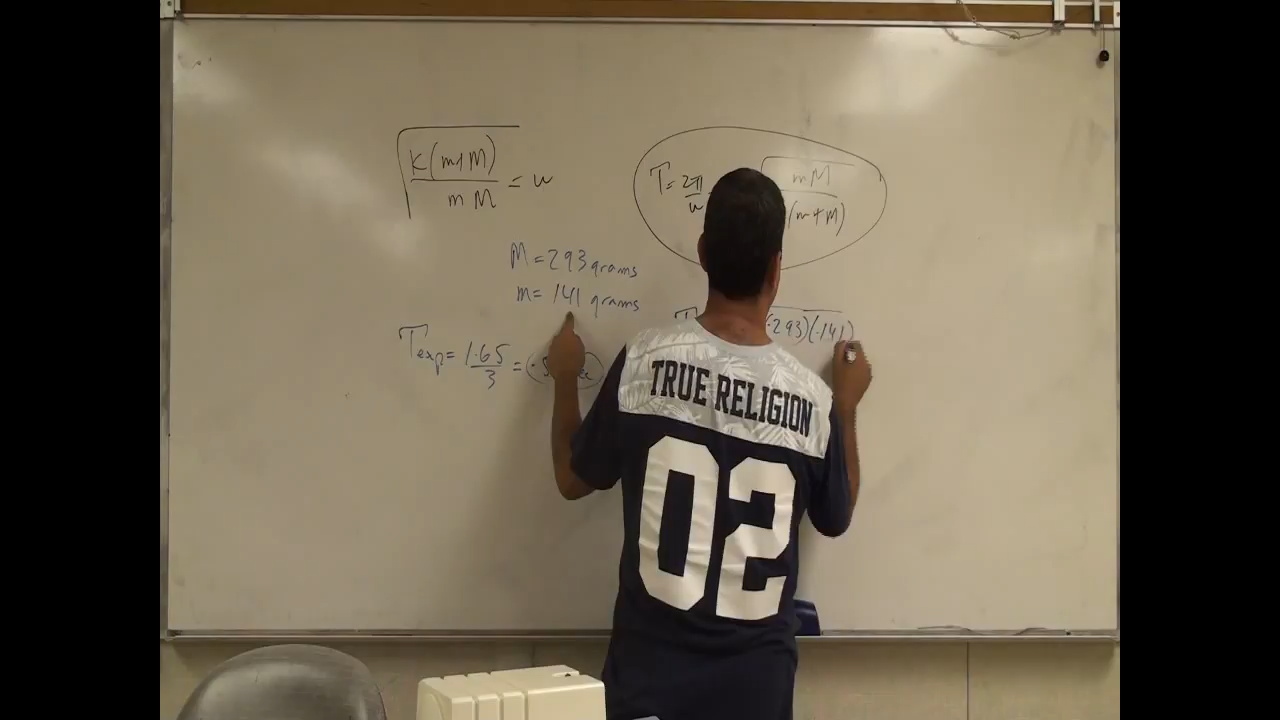 √(K(m+M) / mM) = w
T = 2π/w √(mM / (m+M))
M = 293 grams
m = 141 grams
T (.293)(.141)
Texp = 1.65/3 =
TRUE RELIGION
02